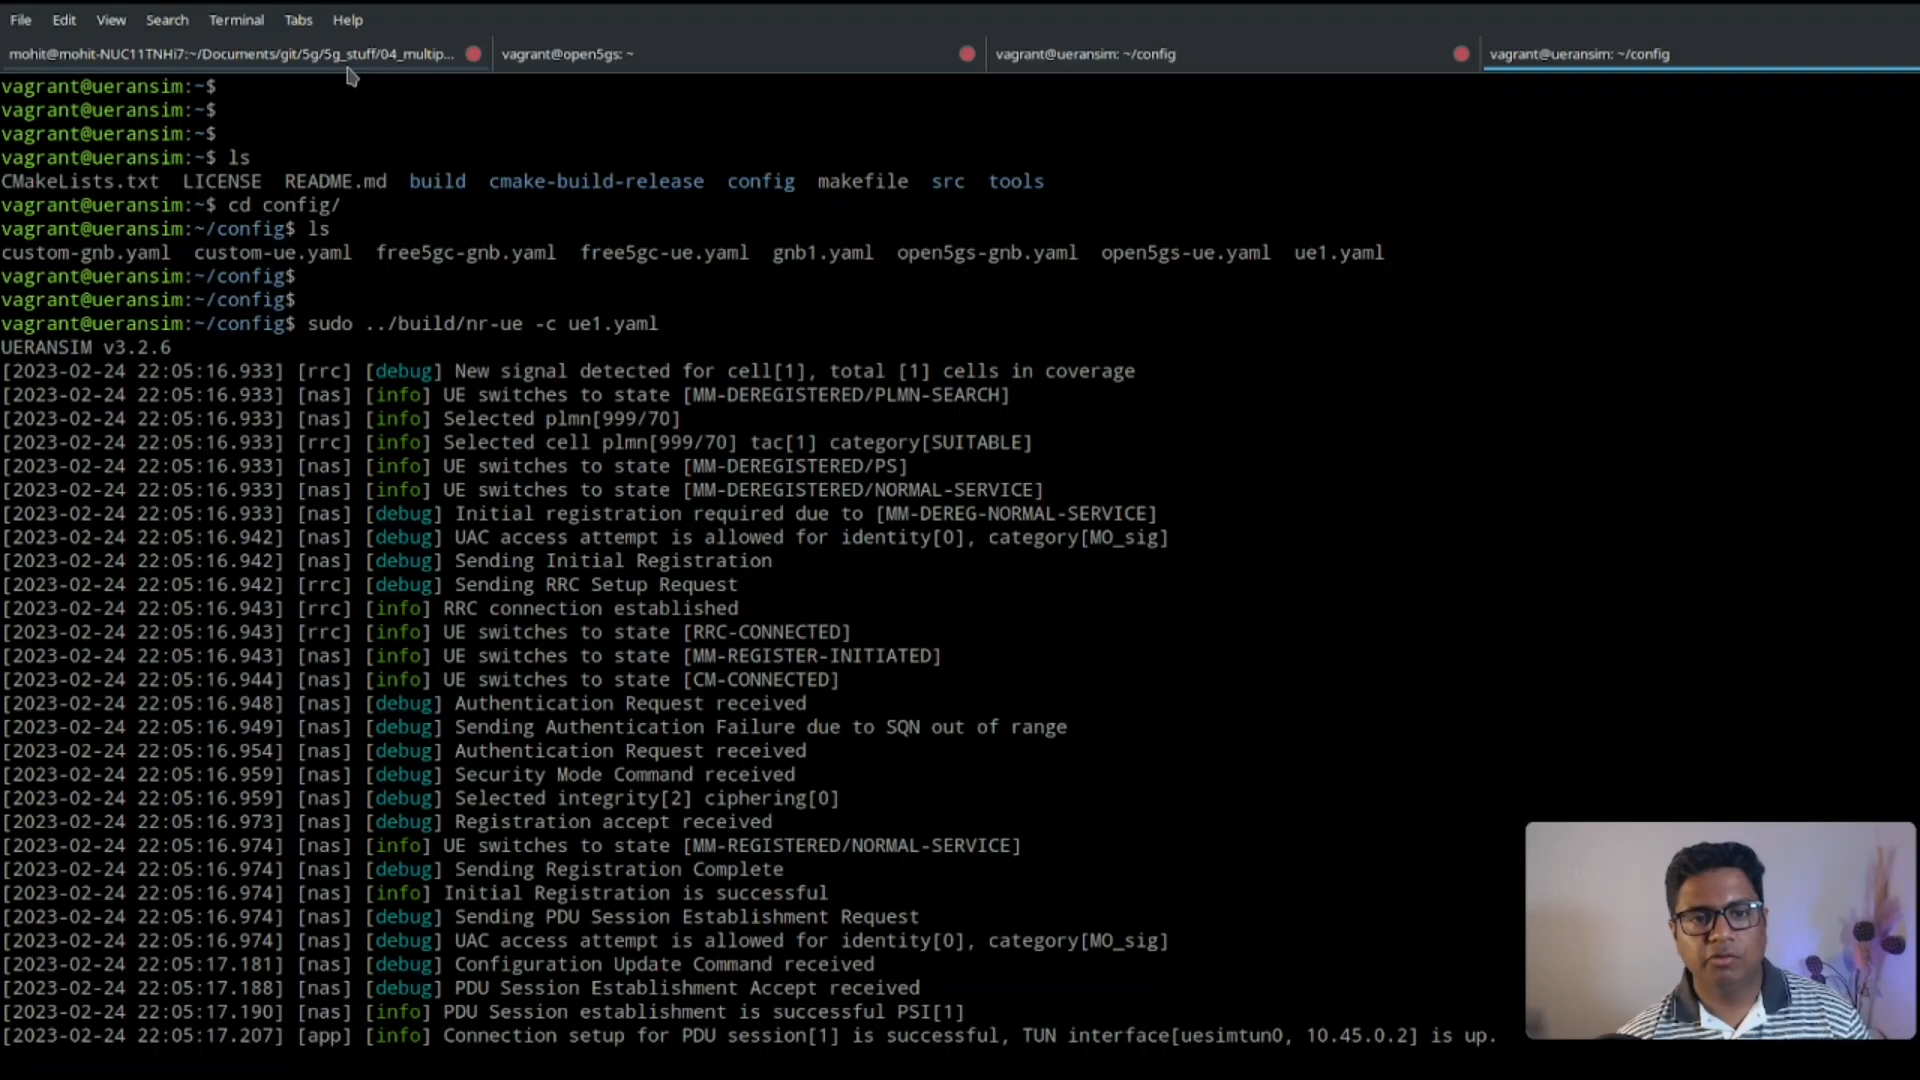 File Edit View Search Terminal Tabs Help
mohit@mohit-NUC11TNHi7:~/Documents/git/5g/5g_stuff/04_multip... vagrant@open5gs: ~ vagrant@ueransim: ~/config vagrant@ueransim: ~/config
vagrant@ueransim:~$
vagrant@ueransim:~$
vagrant@ueransim:~$
vagrant@ueransim:~$ ls
CMakeLists.txt LICENSE README.md build cmake-build-release config makefile src tools
vagrant@ueransim:~$ cd config/
vagrant@ueransim:~/config$ ls
custom-gnb.yaml custom-ue.yaml free5gc-gnb.yaml free5gc-ue.yaml gnb1.yaml open5gs-gnb.yaml open5gs-ue.yaml ue1.yaml
vagrant@ueransim:~/config$
vagrant@ueransim:~/config$
vagrant@ueransim:~/config$ sudo ../build/nr-ue -c ue1.yaml
UERANSIM v3.2.6
[2023-02-24 22:05:16.933] [rrc] [debug] New signal detected for cell[1], total [1] cells in coverage
[2023-02-24 22:05:16.933] [nas] [info] UE switches to state [MM-DEREGISTERED/PLMN-SEARCH]
[2023-02-24 22:05:16.933] [nas] [info] Selected plmn[999/70]
[2023-02-24 22:05:16.933] [rrc] [info] Selected cell plmn[999/70] tac[1] category[SUITABLE]
[2023-02-24 22:05:16.933] [nas] [info] UE switches to state [MM-DEREGISTERED/PS]
[2023-02-24 22:05:16.933] [nas] [info] UE switches to state [MM-DEREGISTERED/NORMAL-SERVICE]
[2023-02-24 22:05:16.933] [nas] [debug] Initial registration required due to [MM-DEREG-NORMAL-SERVICE]
[2023-02-24 22:05:16.942] [nas] [debug] UAC access attempt is allowed for identity[0], category[MO_sig]
[2023-02-24 22:05:16.942] [nas] [debug] Sending Initial Registration
[2023-02-24 22:05:16.942] [rrc] [debug] Sending RRC Setup Request
[2023-02-24 22:05:16.943] [rrc] [info] RRC connection established
[2023-02-24 22:05:16.943] [rrc] [info] UE switches to state [RRC-CONNECTED]
[2023-02-24 22:05:16.943] [nas] [info] UE switches to state [MM-REGISTER-INITIATED]
[2023-02-24 22:05:16.944] [nas] [info] UE switches to state [CM-CONNECTED]
[2023-02-24 22:05:16.948] [nas] [debug] Authentication Request received
[2023-02-24 22:05:16.949] [nas] [debug] Sending Authentication Failure due to SQN out of range
[2023-02-24 22:05:16.954] [nas] [debug] Authentication Request received
[2023-02-24 22:05:16.959] [nas] [debug] Security Mode Command received
[2023-02-24 22:05:16.959] [nas] [debug] Selected integrity[2] ciphering[0]
[2023-02-24 22:05:16.973] [nas] [debug] Registration accept received
[2023-02-24 22:05:16.974] [nas] [info] UE switches to state [MM-REGISTERED/NORMAL-SERVICE]
[2023-02-24 22:05:16.974] [nas] [debug] Sending Registration Complete
[2023-02-24 22:05:16.974] [nas] [info] Initial Registration is successful
[2023-02-24 22:05:16.974] [nas] [debug] Sending PDU Session Establishment Request
[2023-02-24 22:05:16.974] [nas] [debug] UAC access attempt is allowed for identity[0], category[MO_sig]
[2023-02-24 22:05:17.181] [nas] [debug] Configuration Update Command received
[2023-02-24 22:05:17.188] [nas] [debug] PDU Session Establishment Accept received
[2023-02-24 22:05:17.190] [nas] [info] PDU Session establishment is successful PSI[1]
[2023-02-24 22:05:17.207] [app] [info] Connection setup for PDU session[1] is successful, TUN interface[uesimtun0, 10.45.0.2] is up.